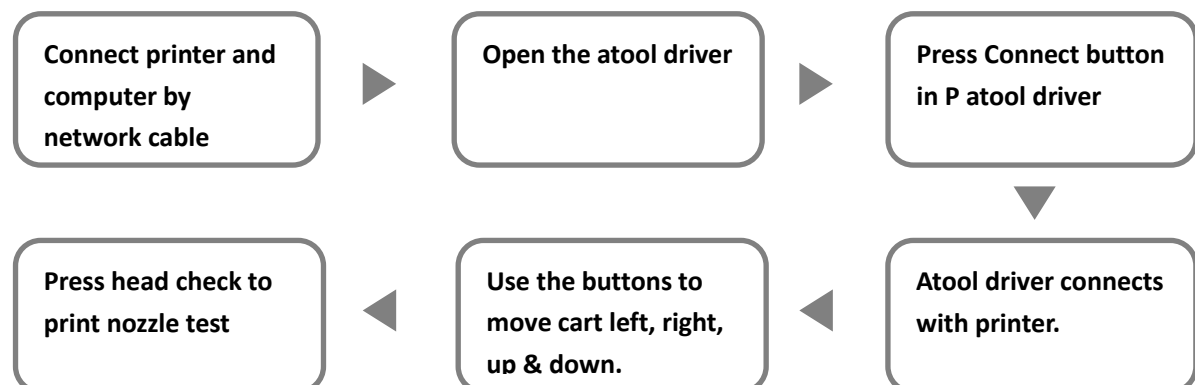 Connect printer and
computer by
network cable
Open the atool driver
Press Connect button
in P atool driver
Atool driver connects
with printer.
Use the buttons to
move cart left, right,
up & down.
Press head check to
print nozzle test